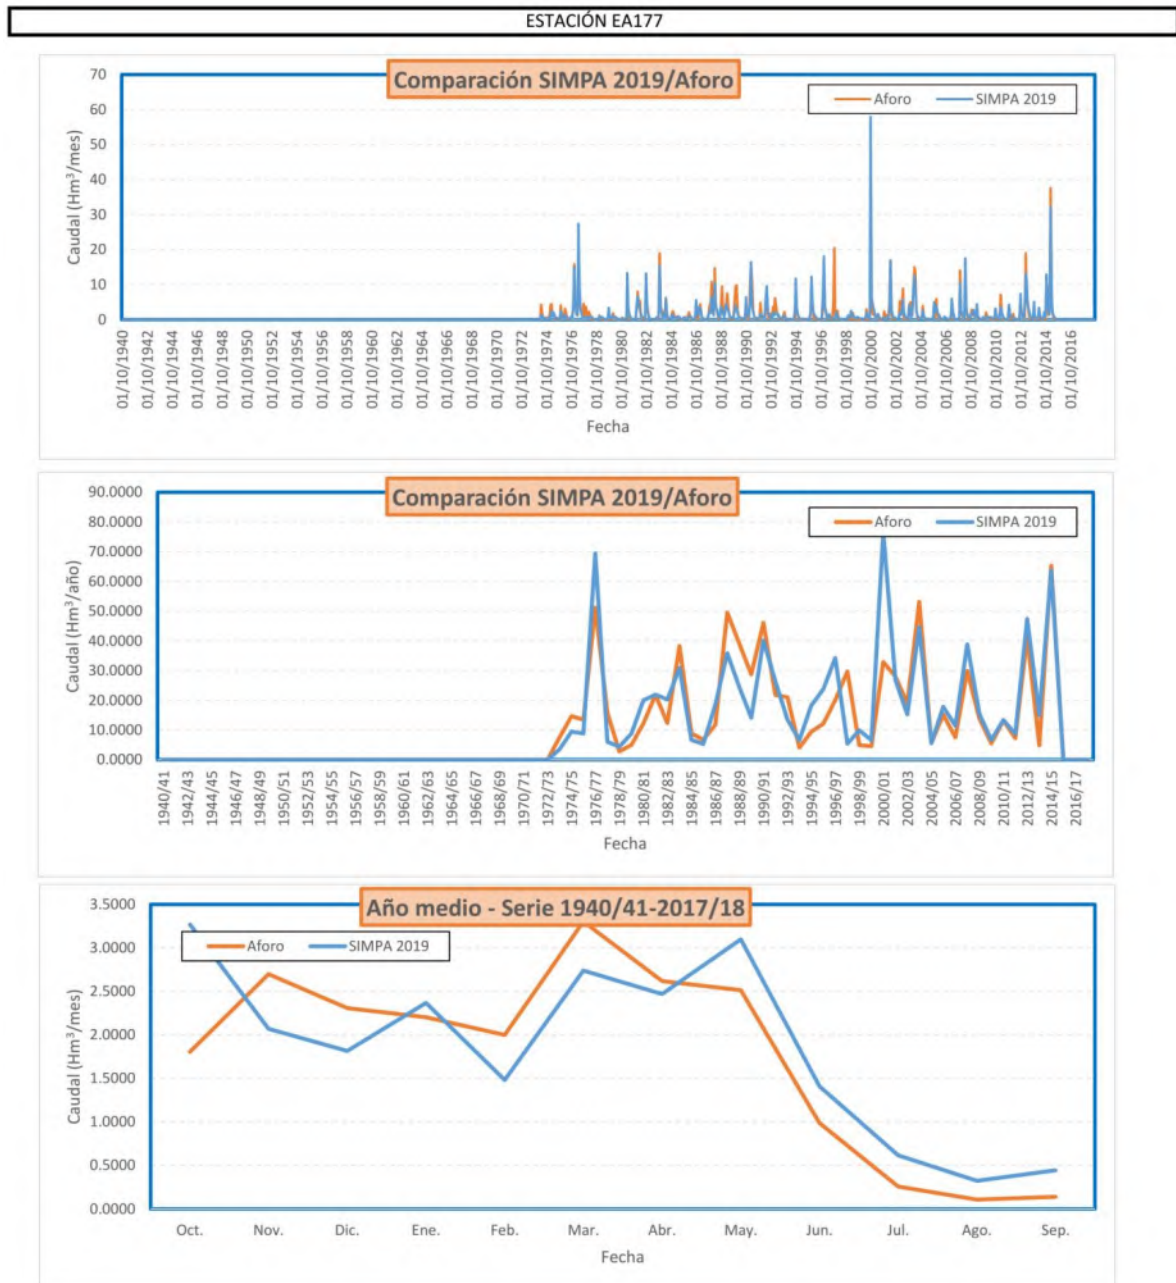 ESTACIÓN EA177
Comparación SIMPA 2019/Aforo
Aforo SIMPA 2019
Caudal (Hm³/mes)
70
60
50
40
30
20
10
0
01/10/1940 01/10/1942 01/10/1944 01/10/1946 01/10/1948 01/10/1950 01/10/1952 01/10/1954 01/10/1956 01/10/1958 01/10/1960 01/10/1962 01/10/1964 01/10/1966 01/10/1968 01/10/1970 01/10/1972 01/10/1974 01/10/1976 01/10/1978 01/10/1980 01/10/1982 01/10/1984 01/10/1986 01/10/1988 01/10/1990 01/10/1992 01/10/1994 01/10/1996 01/10/1998 01/10/2000 01/10/2002 01/10/2004 01/10/2006 01/10/2008 01/10/2010 01/10/2012 01/10/2014 01/10/2016
Fecha
Comparación SIMPA 2019/Aforo
Aforo SIMPA 2019
Caudal (Hm³/año)
90.0000
80.0000
70.0000
60.0000
50.0000
40.0000
30.0000
20.0000
10.0000
0.0000
1940/41 1942/43 1944/45 1946/47 1948/49 1950/51 1952/53 1954/55 1956/57 1958/59 1960/61 1962/63 1964/65 1966/67 1968/69 1970/71 1972/73 1974/75 1976/77 1978/79 1980/81 1982/83 1984/85 1986/87 1988/89 1990/91 1992/93 1994/95 1996/97 1998/99 2000/01 2002/03 2004/05 2006/07 2008/09 2010/11 2012/13 2014/15 2016/17
Fecha
Año medio - Serie 1940/41-2017/18
Aforo SIMPA 2019
Caudal (Hm³/mes)
3.5000
3.0000
2.5000
2.0000
1.5000
1.0000
0.5000
0.0000
Oct. Nov. Dic. Ene. Feb. Mar. Abr. May. Jun. Jul. Ago. Sep.
Fecha